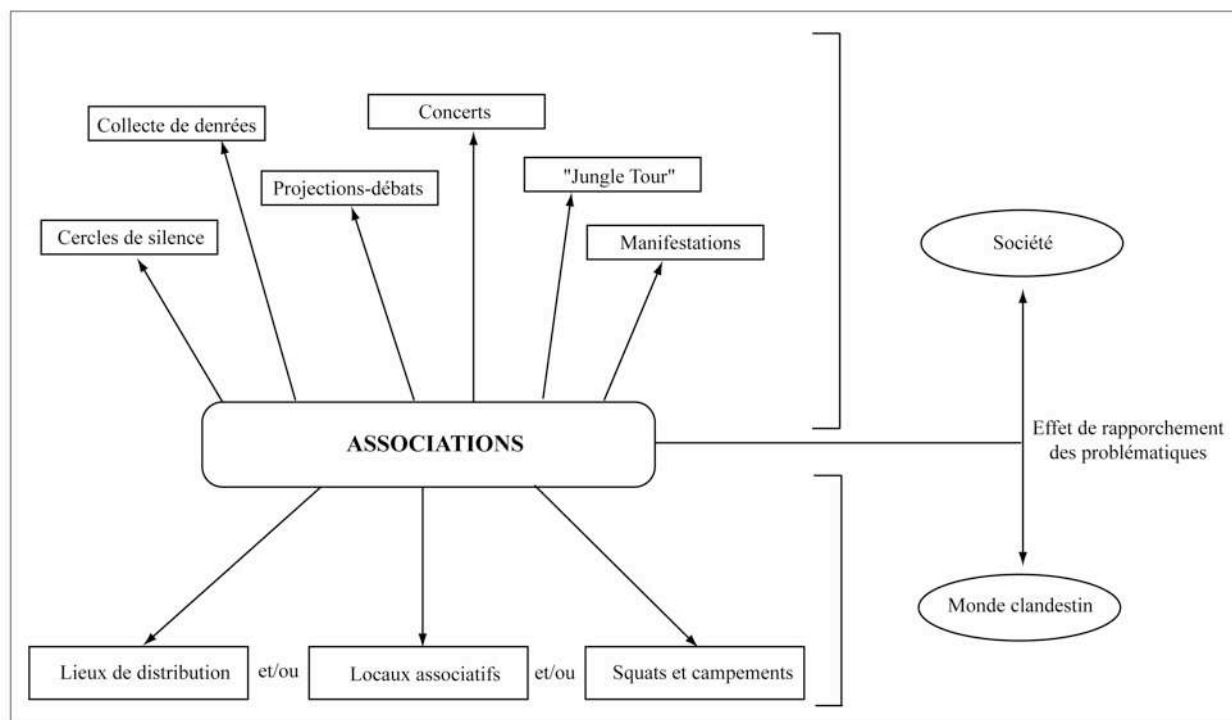 Concerts
Collecte de denrées
"Jungle Tour"
Projections-débats
Cercles de silence
Manifestations
Société
ASSOCIATIONS
Effet de rapporchement
des problématiques
Monde clandestin
Lieux de distribution et/ou Locaux associatifs et/ou Squats et campements